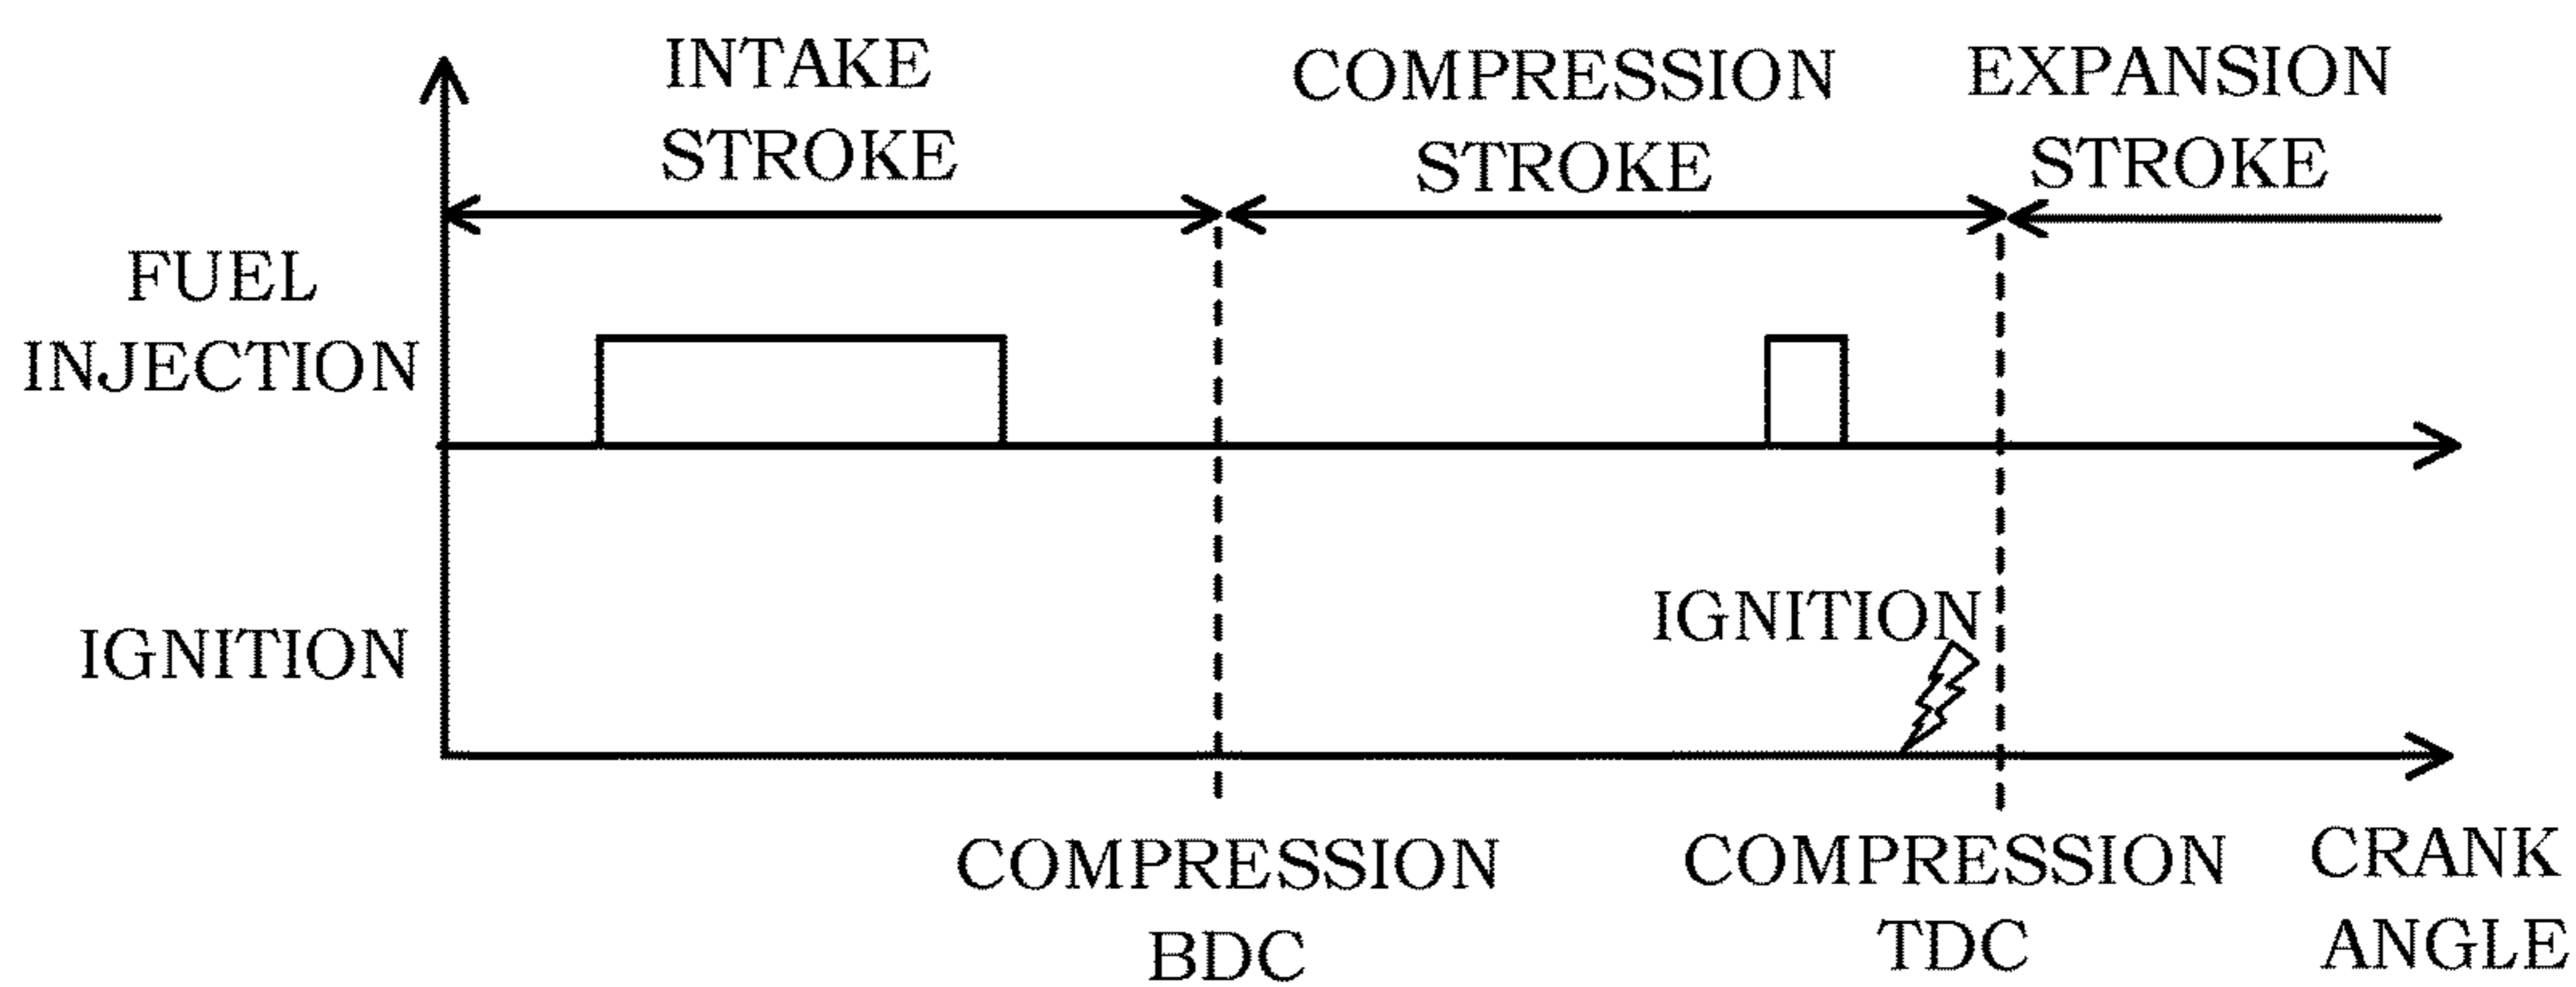 INTAKE
STROKE
COMPRESSION
STROKE
EXPANSION
STROKE
FUEL
INJECTION
IGNITION
IGNITION
COMPRESSION
BDC
COMPRESSION
TDC
CRANK
ANGLE